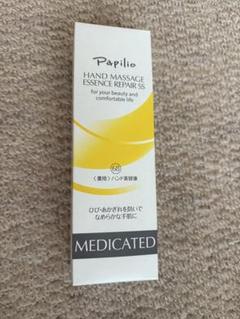 Papilio
HAND MASSAGE
ESSENCE REPAIR SS
for your beauty and
comfortable life
〈薬用〉ハンド美容液
ひび・あかぎれを防いで
なめらかな手肌に
MEDICATED